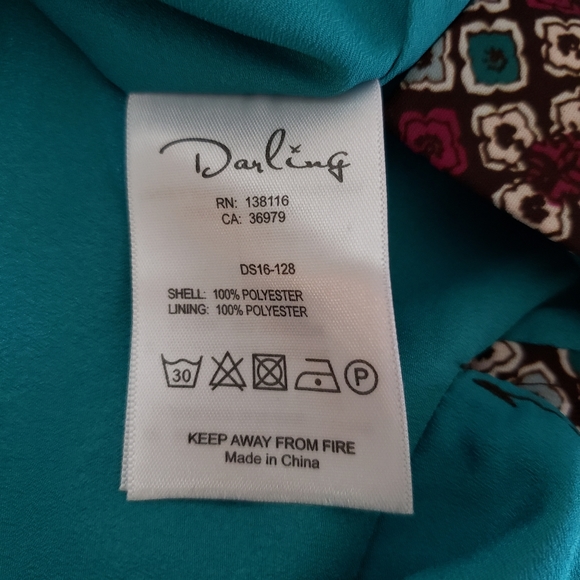 Darling
RN: 138116
CA: 36979
DS16-128
SHELL: 100% POLYESTER
LINING: 100% POLYESTER
30
P
KEEP AWAY FROM FIRE
Made in China